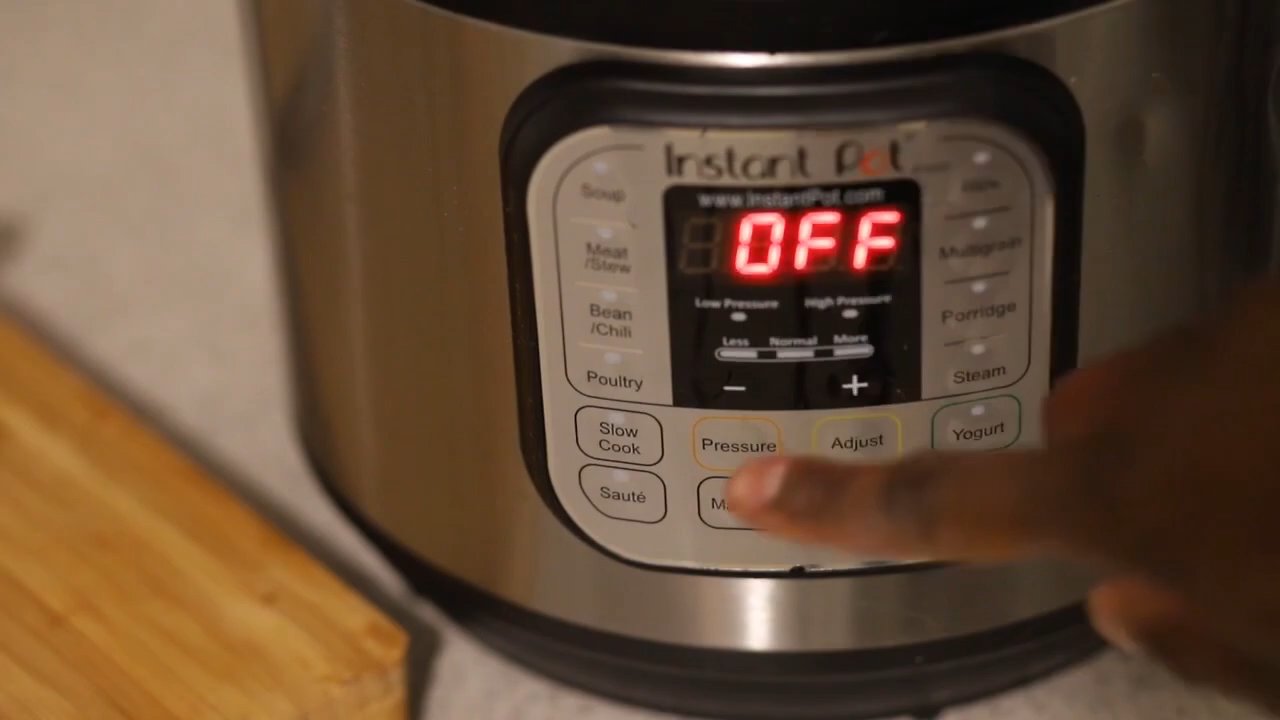 Instant Pot
www.InstantPot.com
OFF
Low Pressure
High Pressure
Less
Normal
More
−
+
Soup
Meat
/Stew
Bean
/Chili
Poultry
Multigrain
Porridge
Steam
Slow
Cook
Pressure
Adjust
Yogurt
Sauté
Ma